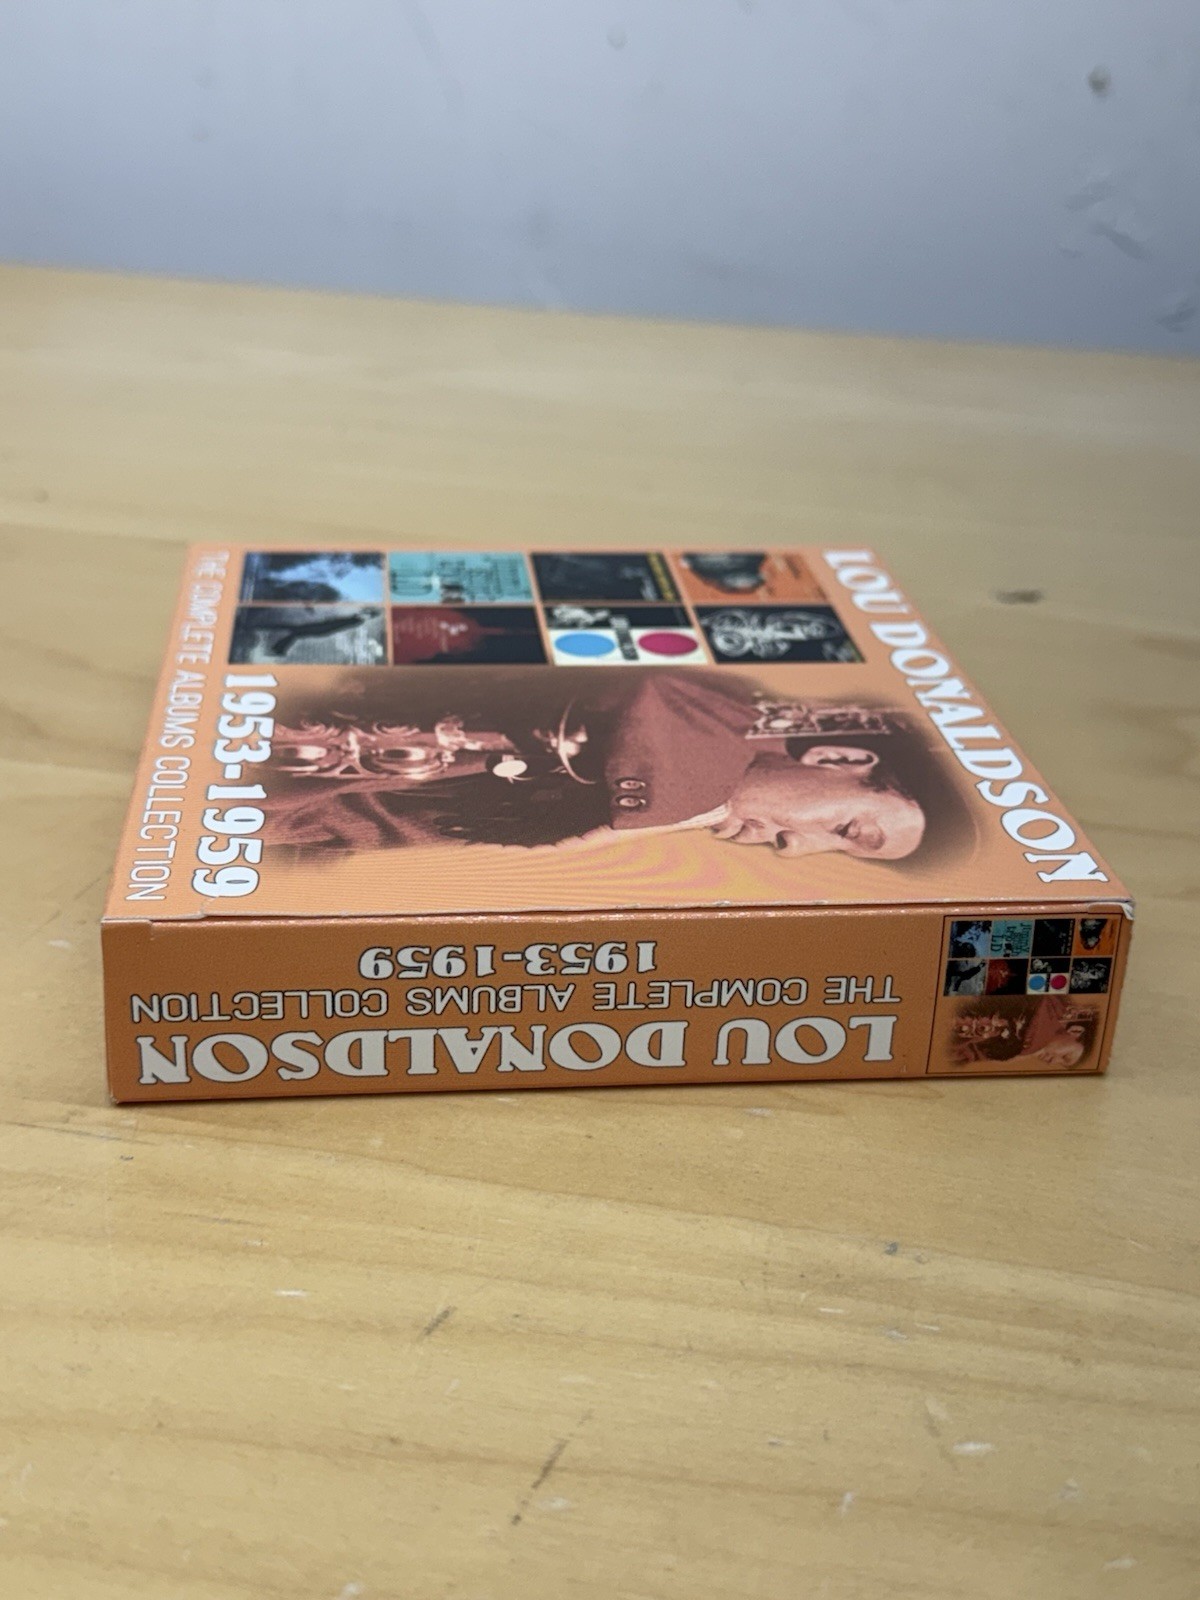 LOU DONALDSON
1953-1959
THE COMPLETE ALBUMS COLLECTION
LOU DONALDSON
THE COMPLETE ALBUMS COLLECTION
1953-1959